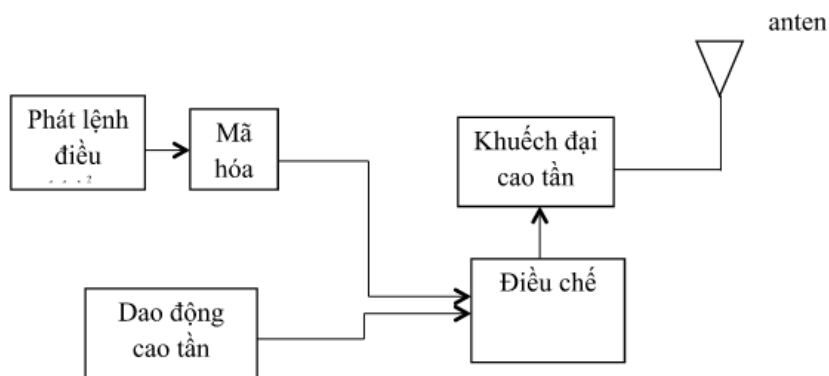 anten
Phát lệnh
điều
Mã
hóa
Khuếch đại
cao tần
Điều chế
Dao động
cao tần